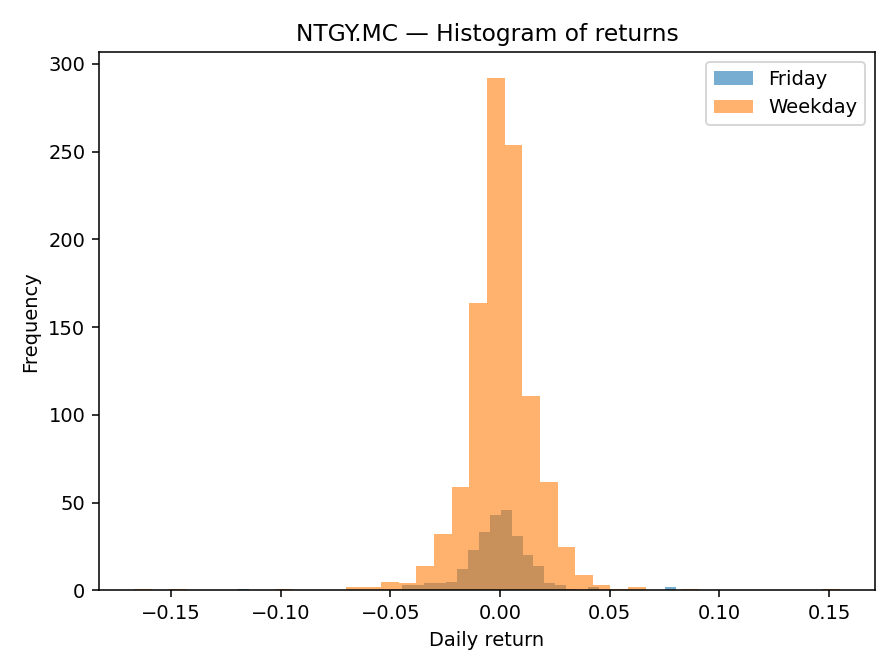 NTGY.MC — Histogram of returns
Friday
Weekday
Frequency
300
250
200
150
100
50
0
−0.15 −0.10 −0.05 0.00 0.05 0.10 0.15
Daily return